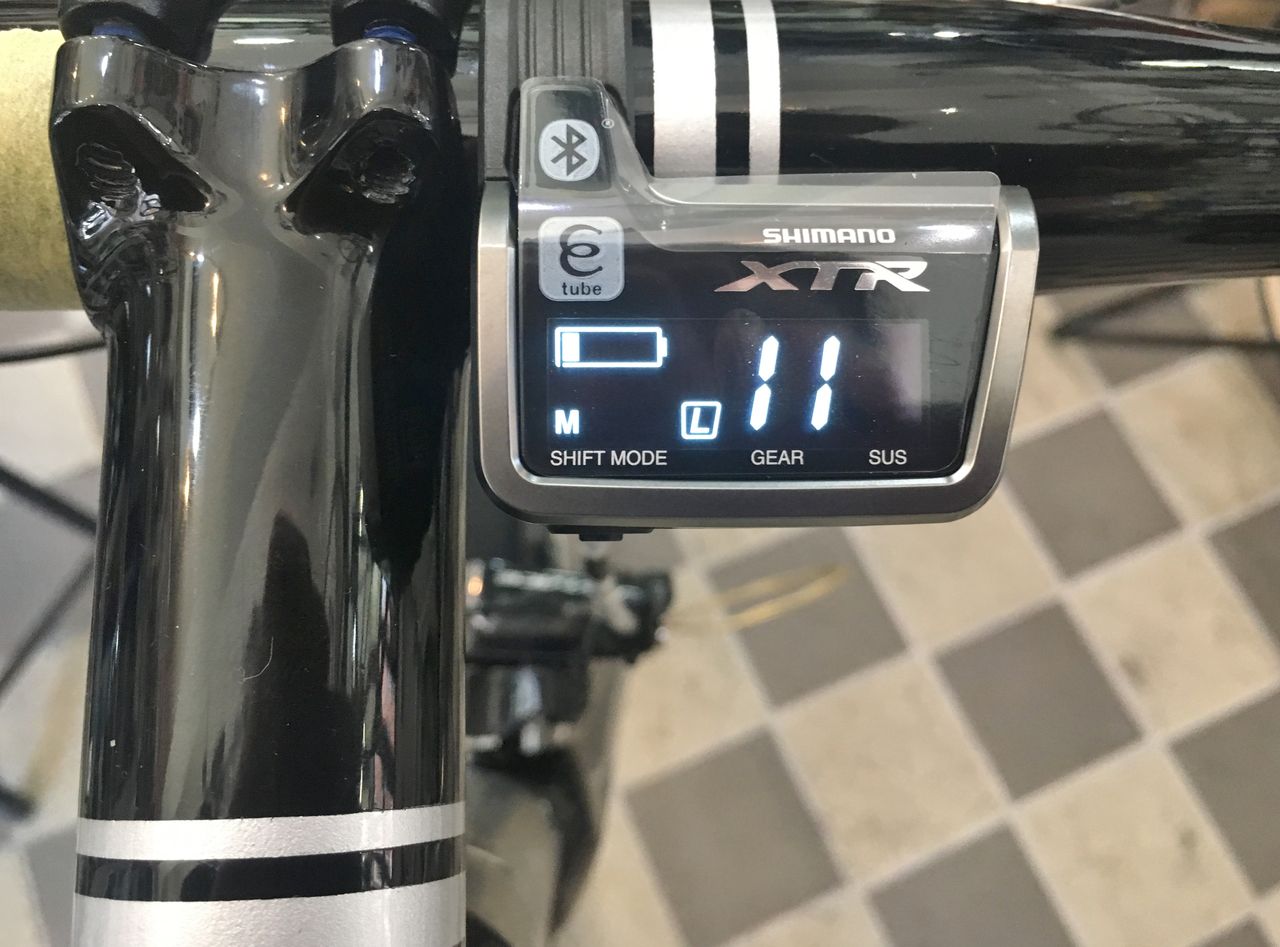 ®
SHIMANO
XTR
tube
M
L
11
SHIFT MODE
GEAR
SUS